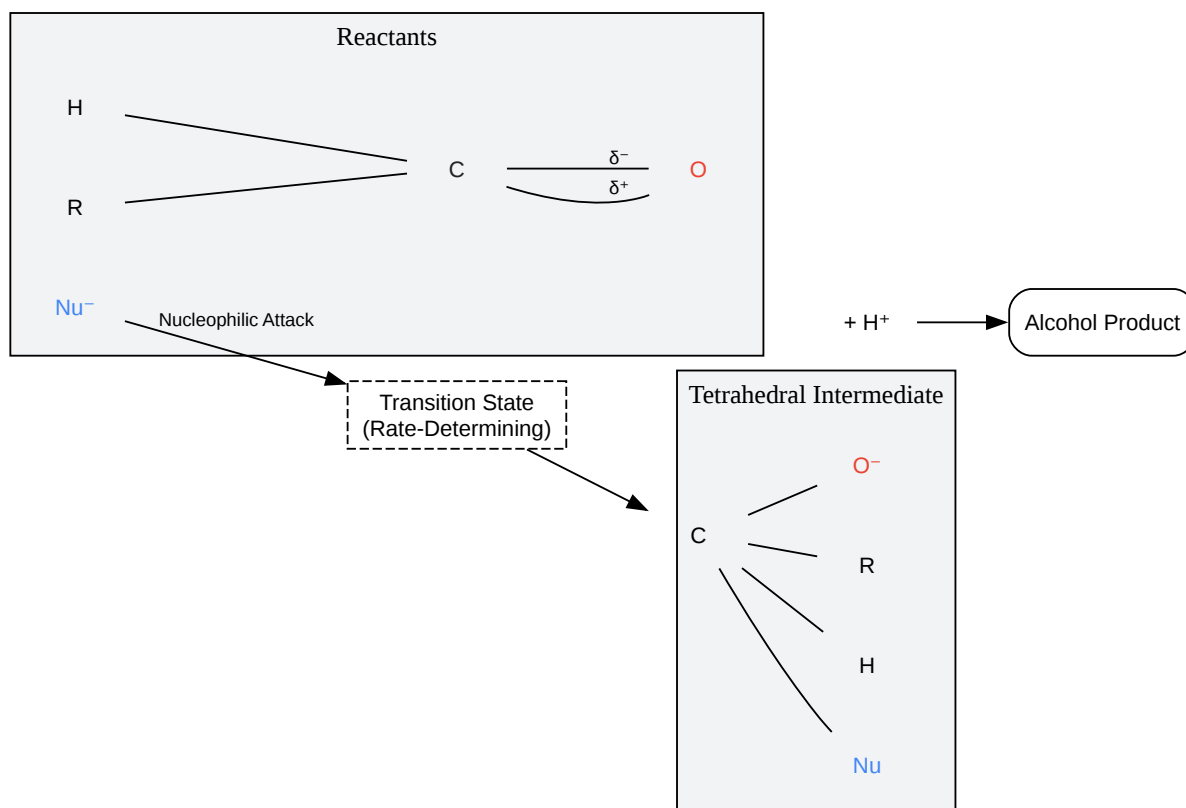 Reactants
H
R
C
δ⁻
δ⁺
O
Nu⁻
Nucleophilic Attack
Transition State
(Rate-Determining)
+ H⁺
Alcohol Product
Tetrahedral Intermediate
O⁻
C
R
H
Nu